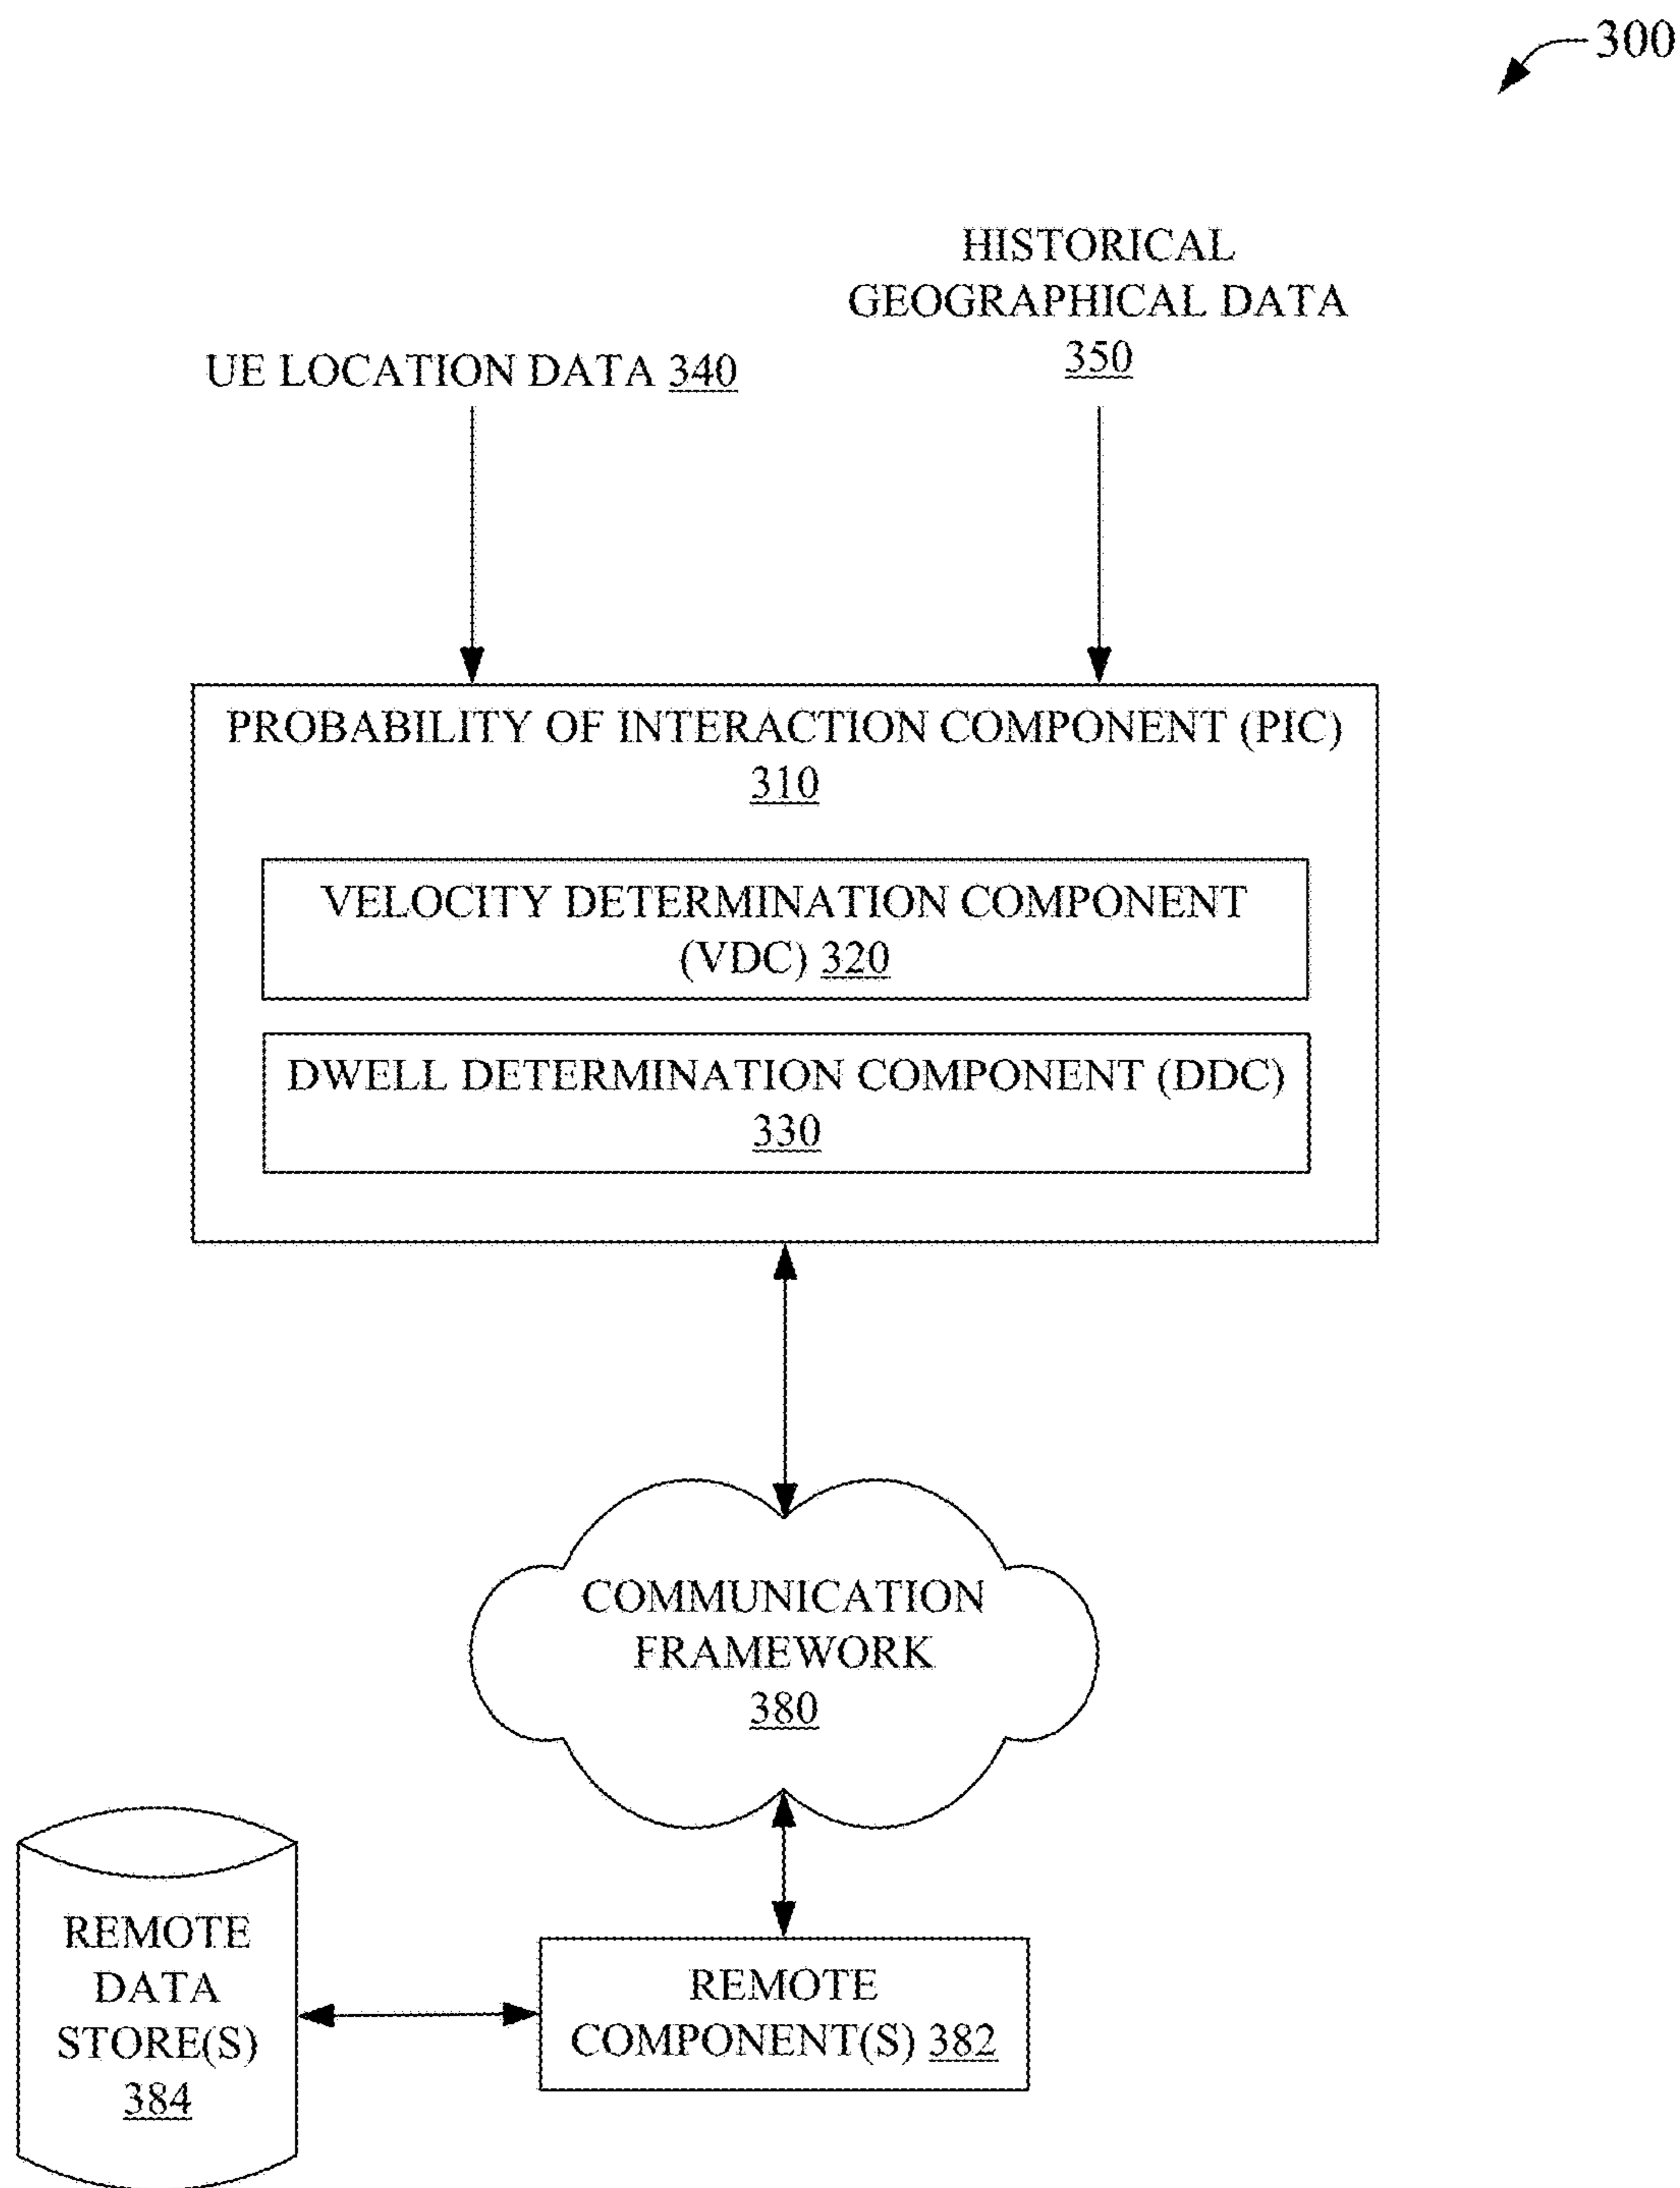 300
HISTORICAL
GEOGRAPHICAL DATA
350
UE LOCATION DATA 340
PROBABILITY OF INTERACTION COMPONENT (PIC)
310
VELOCITY DETERMINATION COMPONENT
(VDC) 320
DWELL DETERMINATION COMPONENT (DDC)
330
COMMUNICATION
FRAMEWORK
380
REMOTE
DATA
STORE(S)
384
REMOTE
COMPONENT(S) 382